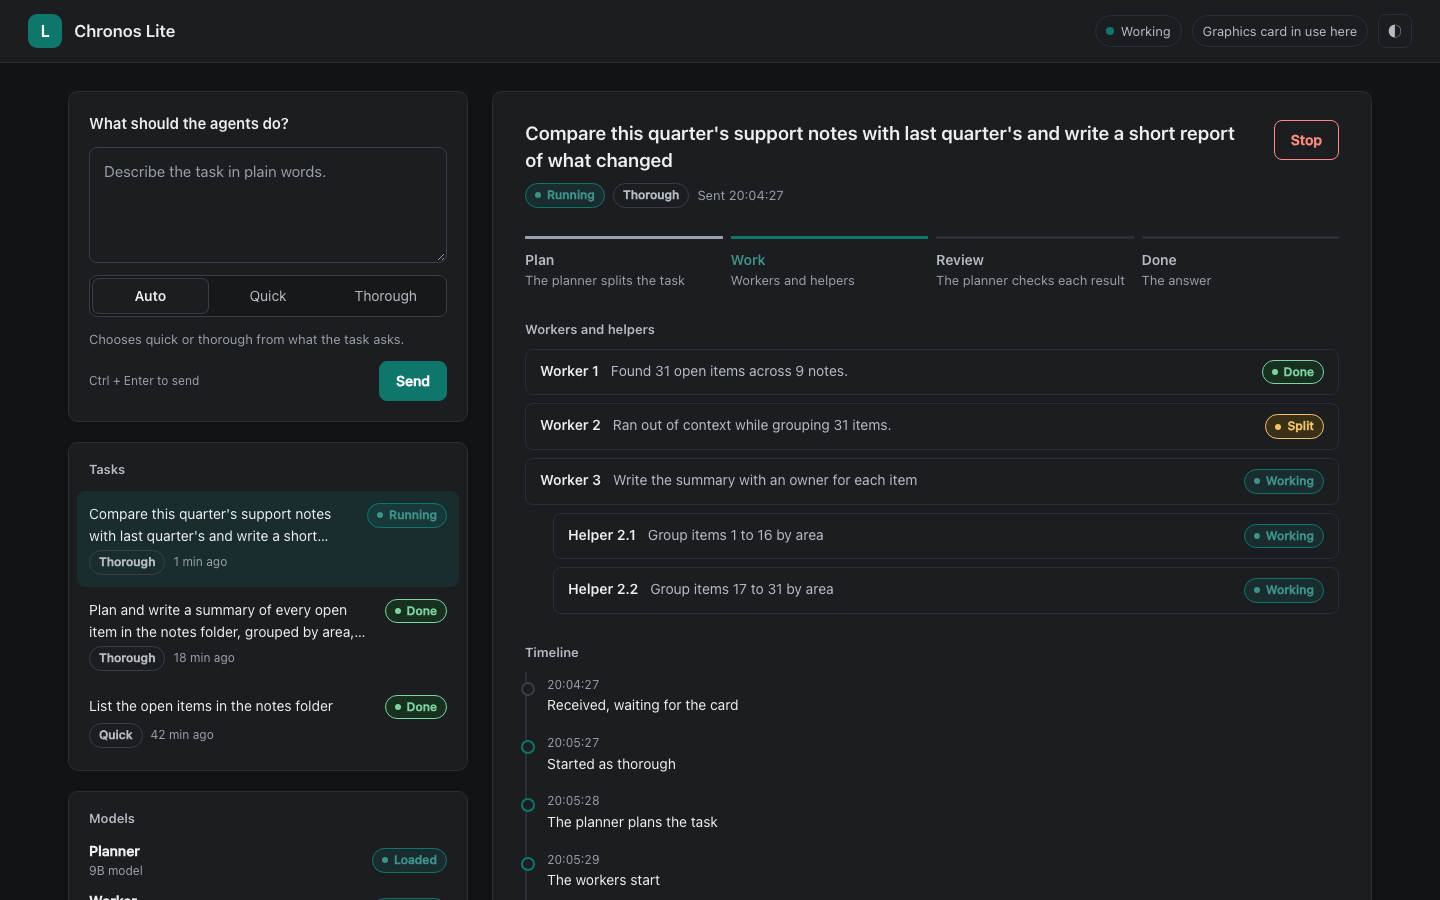 L
Chronos Lite
Working
Graphics card in use here
What should the agents do?
Describe the task in plain words.
Auto
Quick
Thorough
Chooses quick or thorough from what the task asks.
Ctrl + Enter to send
Send
Tasks
Compare this quarter's support notes
with last quarter's and write a short...
Running
Thorough
1 min ago
Plan and write a summary of every open
item in the notes folder, grouped by area,...
Done
Thorough
18 min ago
List the open items in the notes folder
Done
Quick
42 min ago
Models
Planner
9B model
Loaded
Worker
Compare this quarter's support notes with last quarter's and write a short report
of what changed
Stop
Running
Thorough
Sent 20:04:27
Plan
The planner splits the task
Work
Workers and helpers
Review
The planner checks each result
Done
The answer
Workers and helpers
Worker 1 Found 31 open items across 9 notes.
Done
Worker 2 Ran out of context while grouping 31 items.
Split
Worker 3 Write the summary with an owner for each item
Working
Helper 2.1 Group items 1 to 16 by area
Working
Helper 2.2 Group items 17 to 31 by area
Working
Timeline
20:04:27
Received, waiting for the card
20:05:27
Started as thorough
20:05:28
The planner plans the task
20:05:29
The workers start